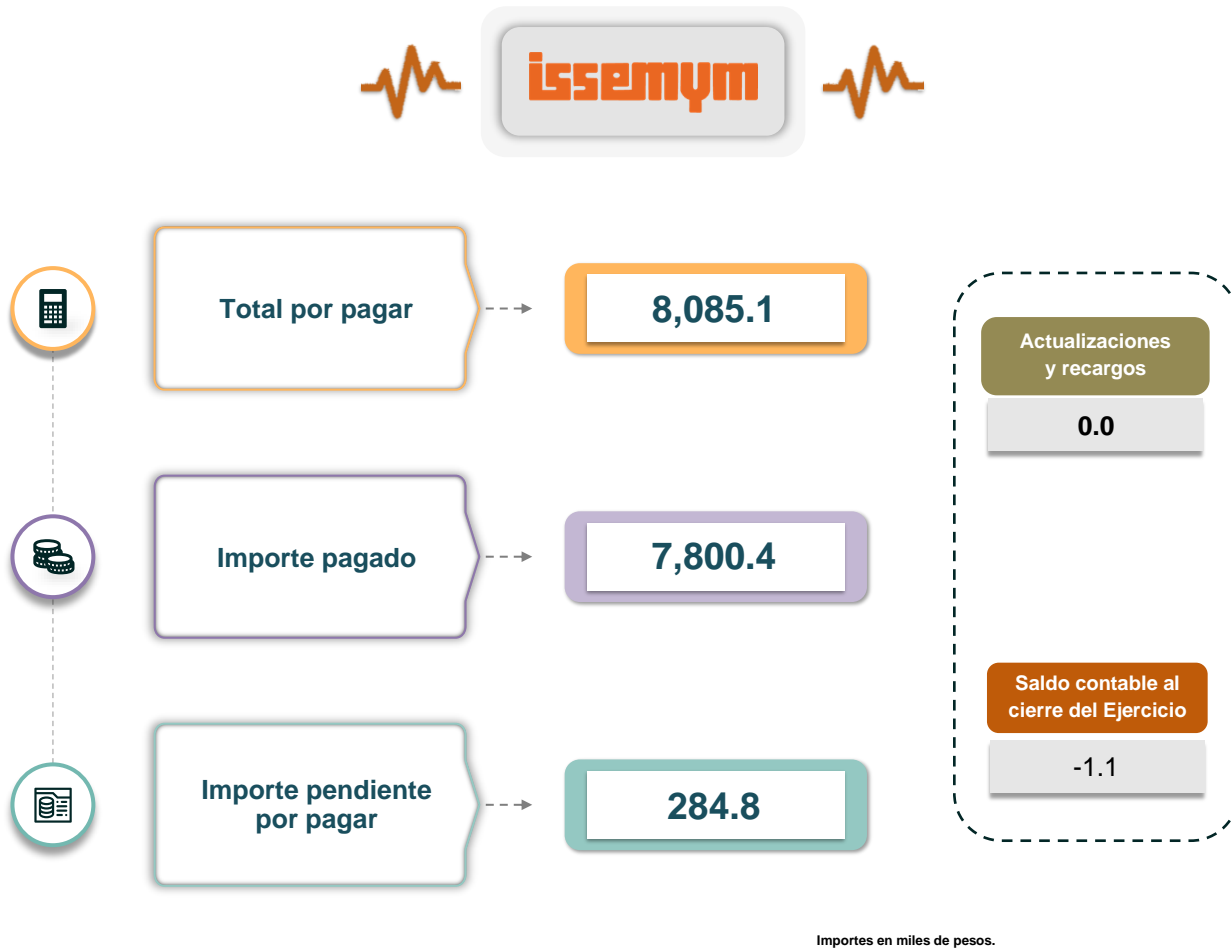 issemym
Total por pagar
8,085.1
Importe pagado
7,800.4
Importe pendiente
por pagar
284.8
Actualizaciones
y recargos
0.0
Saldo contable al
cierre del Ejercicio
-1.1
Importes en miles de pesos.